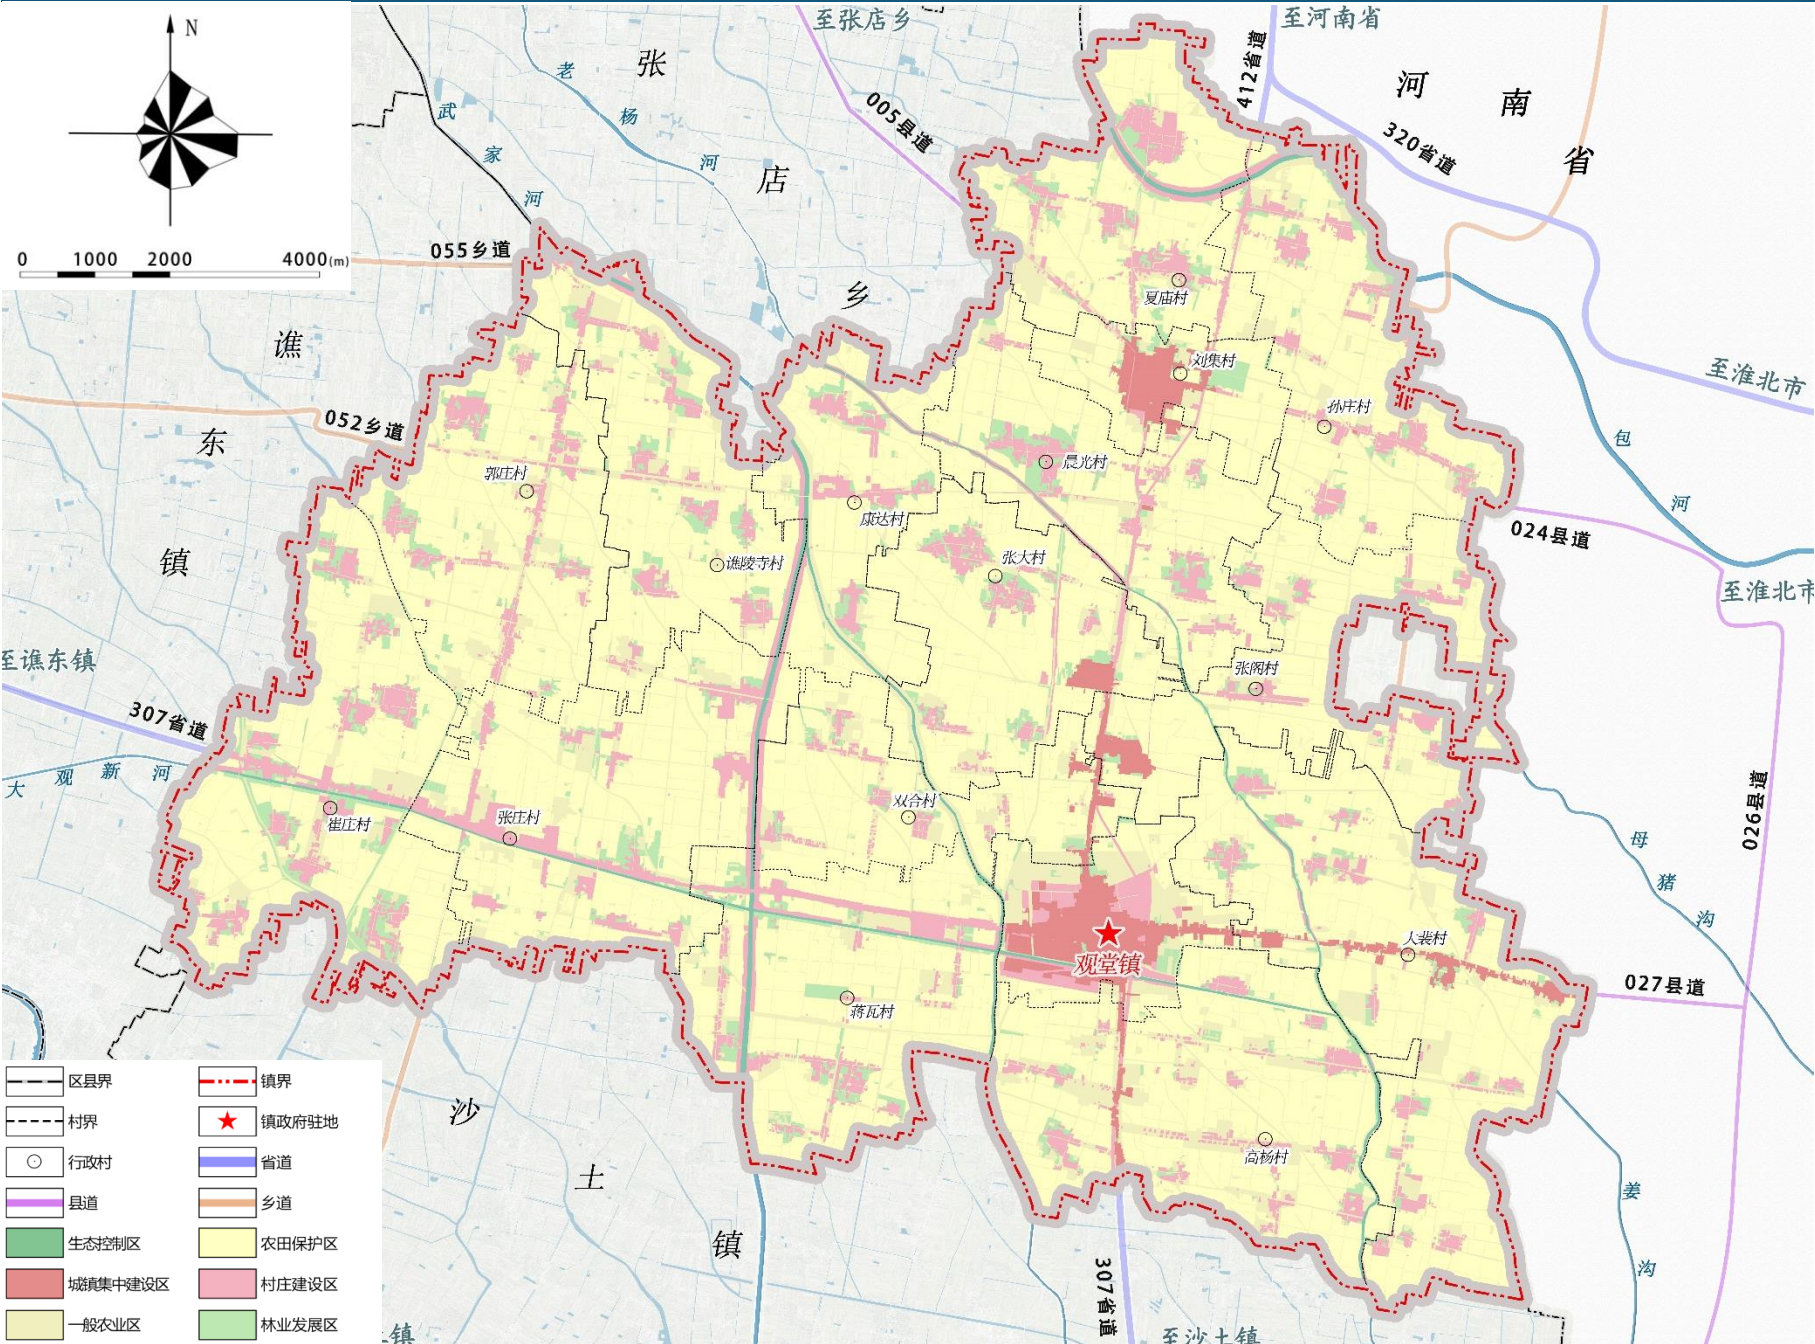 N
0 1000 2000 4000(m)
至张店乡
至河南省
412省道
河南省
320省道
005县道
张店乡
老杨河
武家河
055乡道
谯东镇
052乡道
至谯东镇
307省道
大观新河
夏庙村
刘集村
孙庄村
晨光村
郭庄村
康达村
谯陵寺村
张大村
张阁村
崔庄村
张庄村
双合村
观堂镇
大裴村
蒋瓦村
高杨村
至淮北市
包河
024县道
至淮北市
026县道
母猪沟
027县道
姜沟
沙土镇
307省道
至沙土镇
镇
区县界
镇界
村界
镇政府驻地
行政村
省道
县道
乡道
生态控制区
农田保护区
城镇集中建设区
村庄建设区
一般农业区
林业发展区